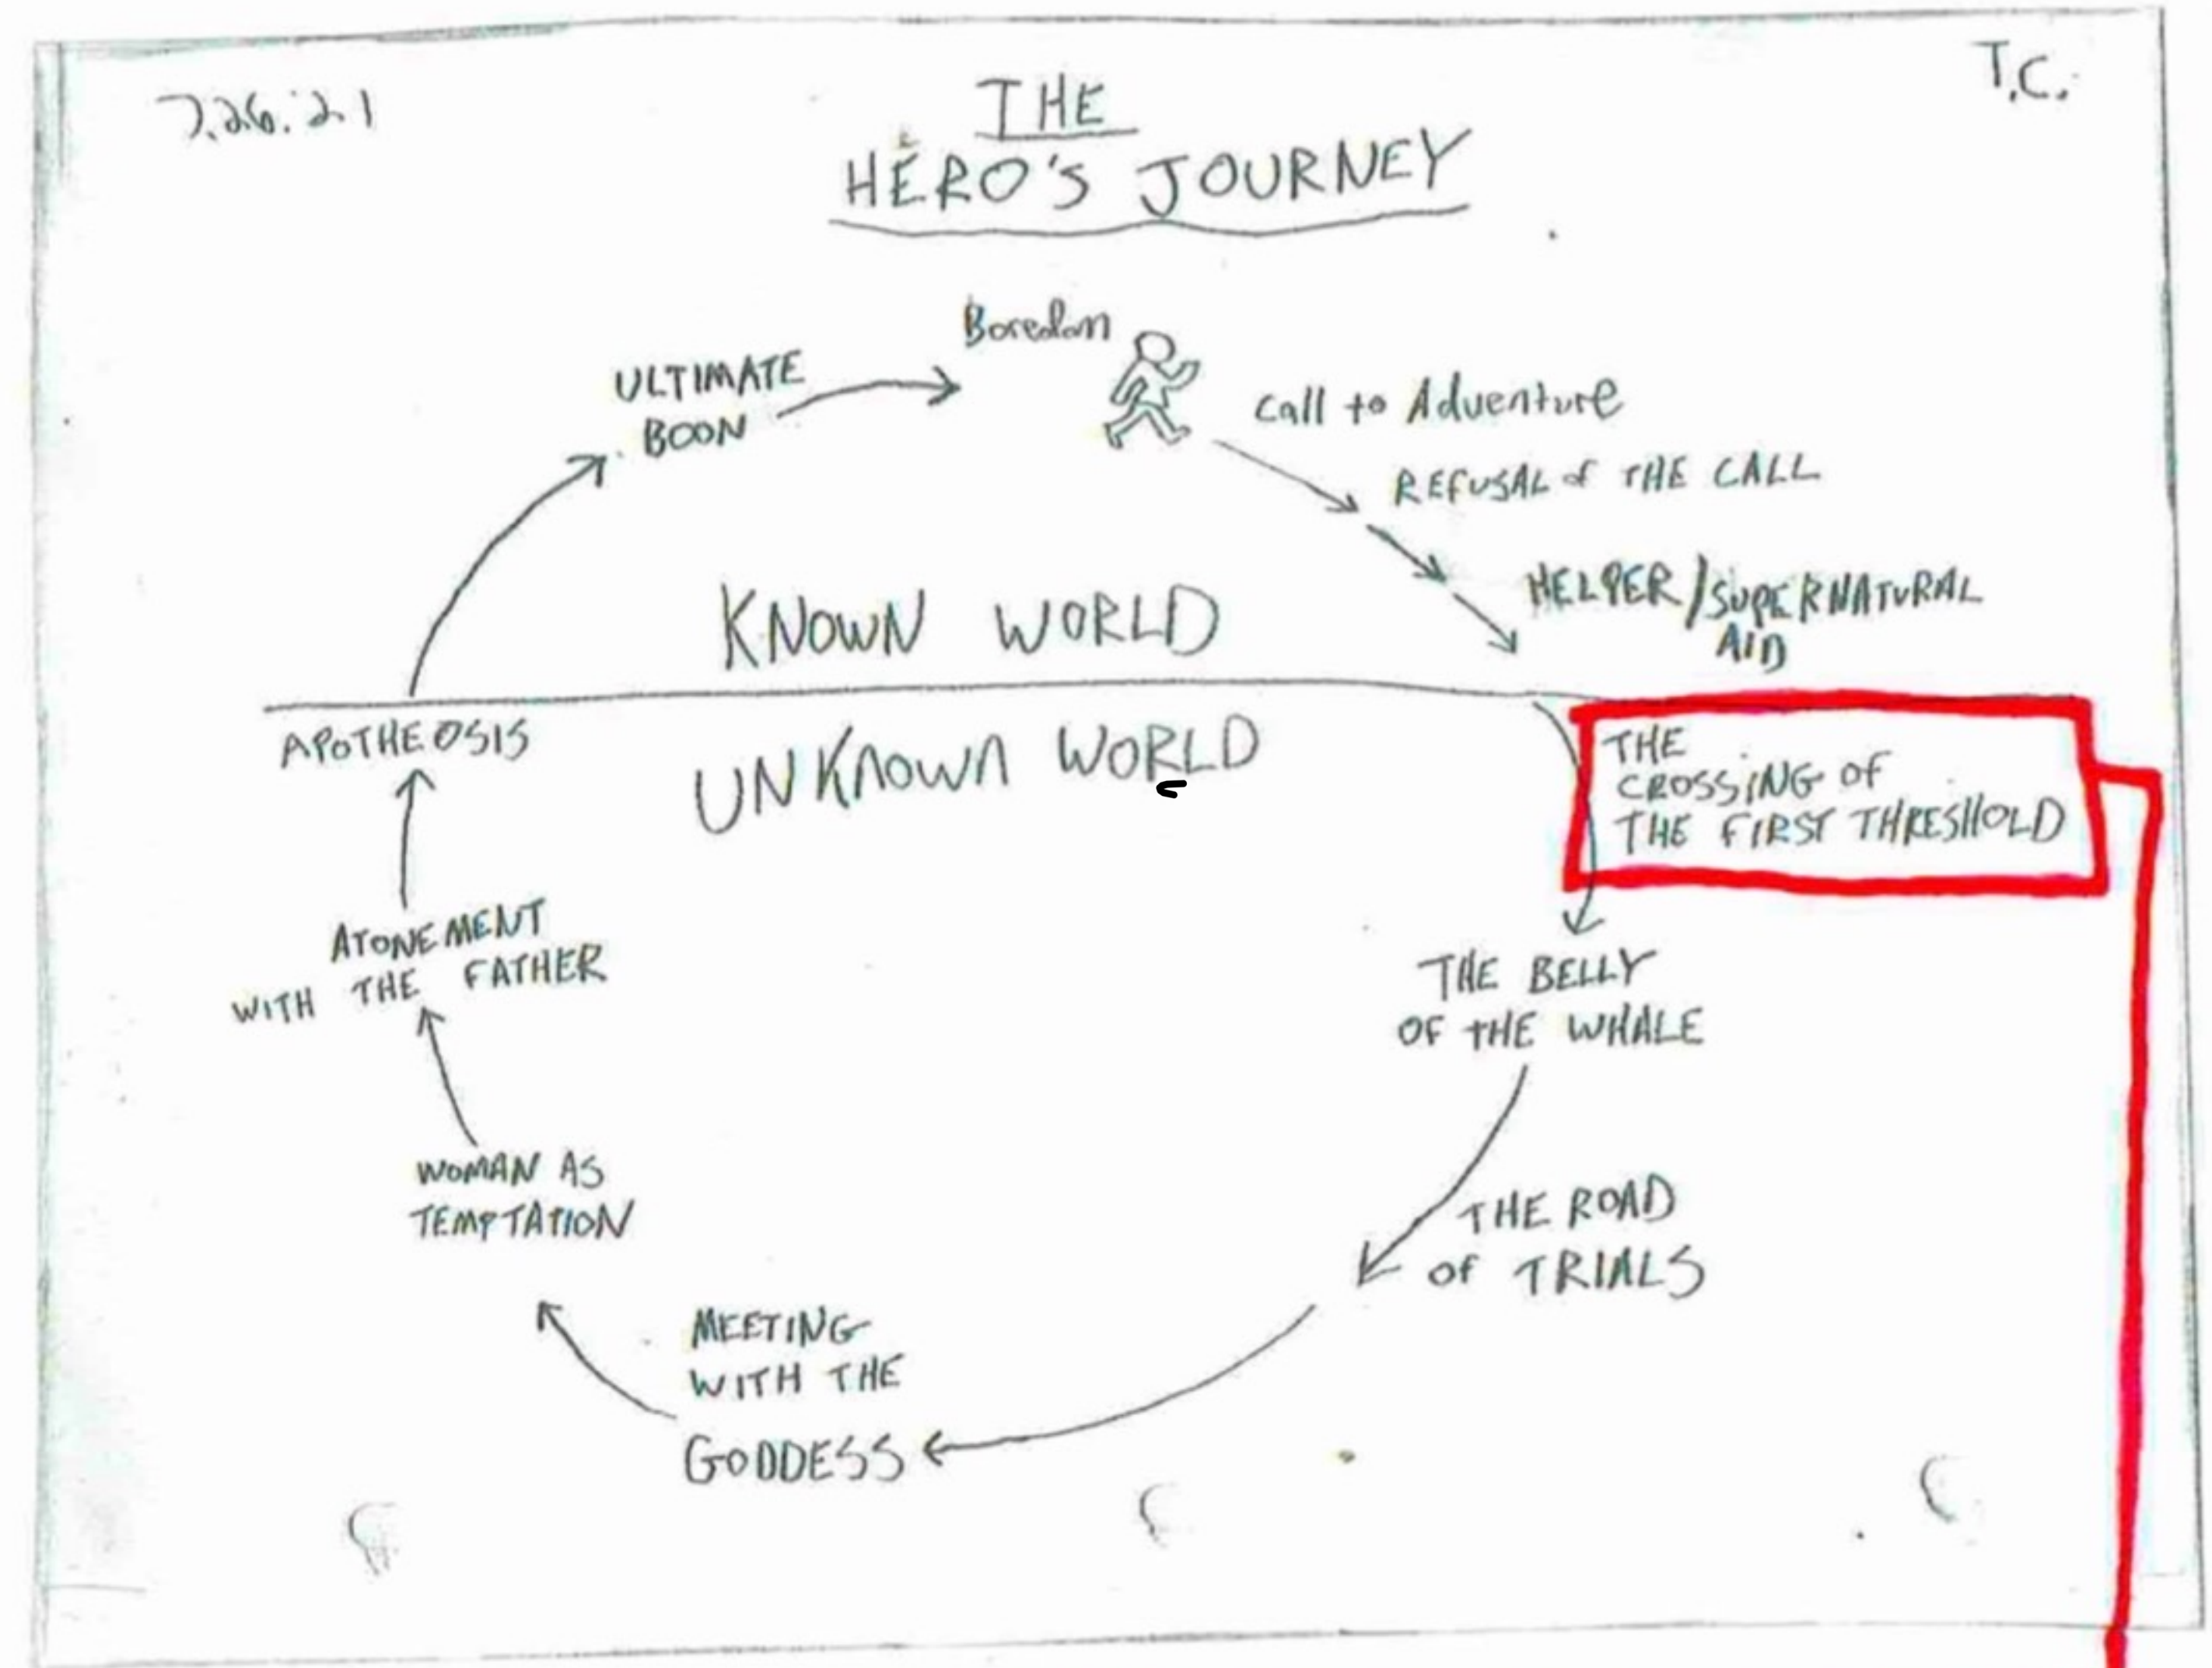 7.26.21
T.C.
THE
HERO'S JOURNEY
Boredom
ULTIMATE
BOON
Call to Adventure
REFUSAL of THE CALL
HELPER/SUPERNATURAL
AID
KNOWN WORLD
APOTHEOSIS
UNKNOWN WORLD
THE
CROSSING OF
THE FIRST THRESHOLD
ATONEMENT
WITH THE FATHER
THE BELLY
OF THE WHALE
WOMAN AS
TEMPTATION
THE ROAD
of TRIALS
MEETING
WITH THE
GODDESS